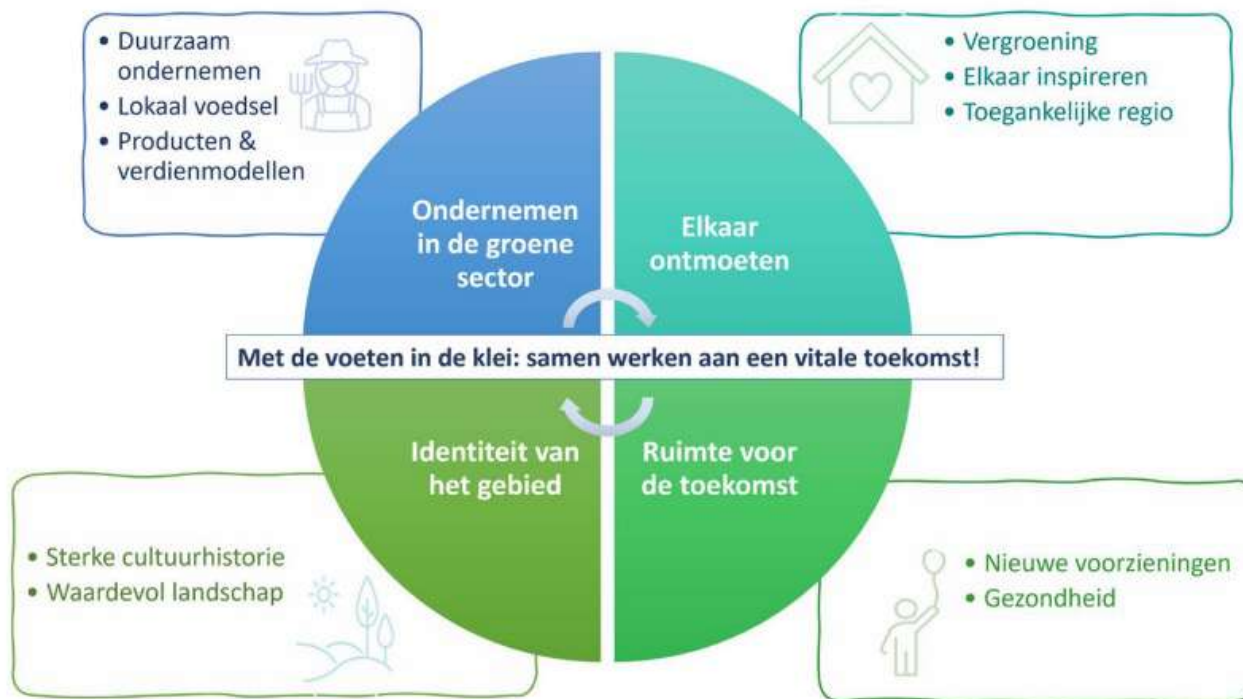 • Duurzaam
ondernemen
• Lokaal voedsel
• Producten &
verdienmodellen
• Vergroening
• Elkaar inspireren
• Toegankelijke regio
Ondernemen
in de groene
sector
Elkaar
ontmoeten
Met de voeten in de klei: samen werken aan een vitale toekomst!
Identiteit van
het gebied
Ruimte voor
de toekomst
• Sterke cultuurhistorie
• Waardevol landschap
• Nieuwe voorzieningen
• Gezondheid